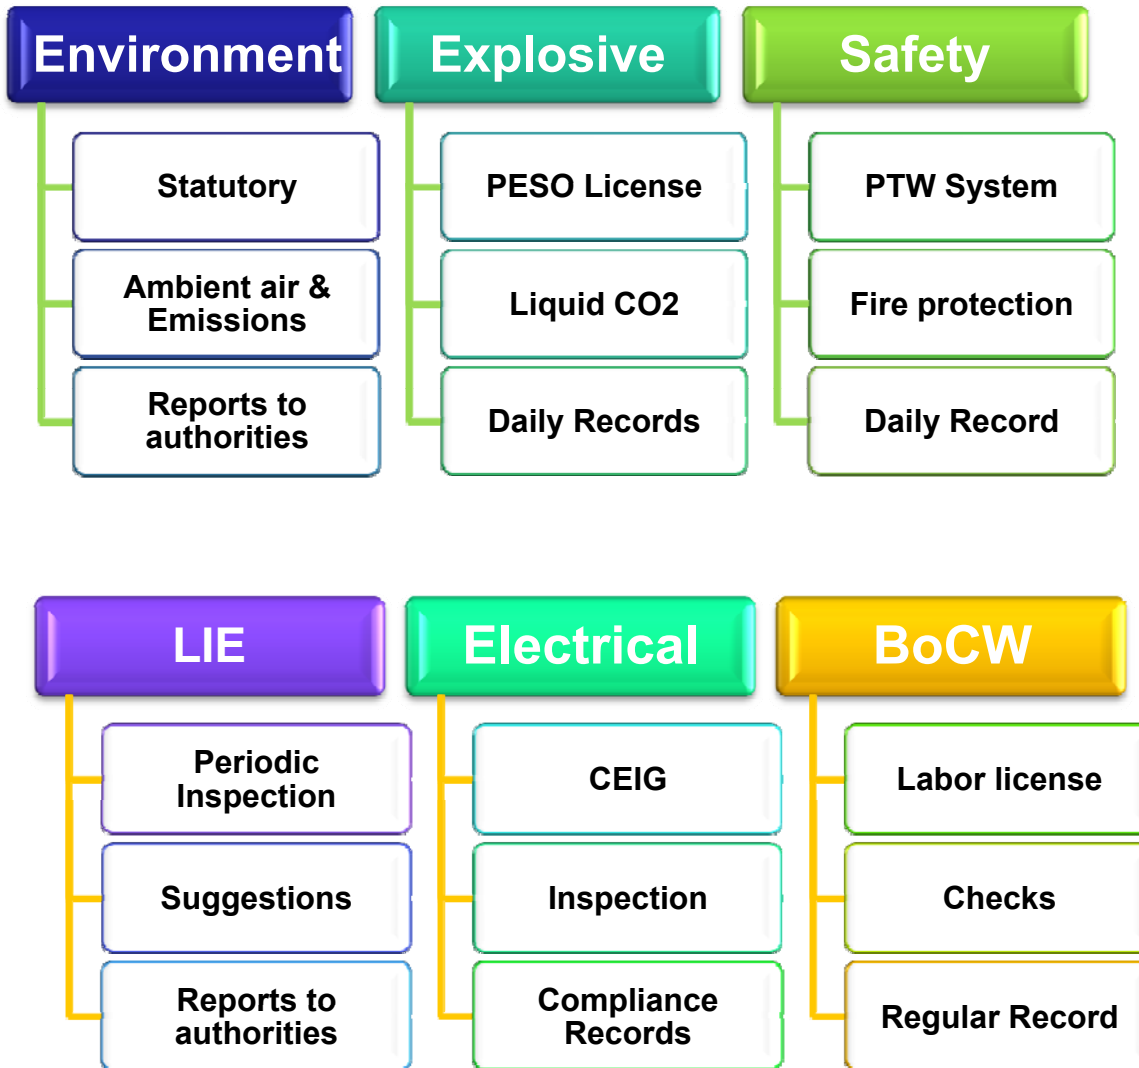 Environment
Statutory
Ambient air &
Emissions
Reports to
authorities
Explosive
PESO License
Liquid CO2
Daily Records
Safety
PTW System
Fire protection
Daily Record
LIE
Periodic
Inspection
Suggestions
Reports to
authorities
Electrical
CEIG
Inspection
Compliance
Records
BoCW
Labor license
Checks
Regular Record